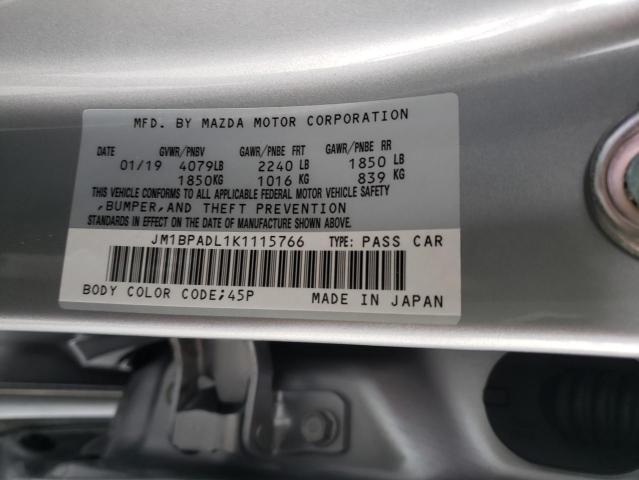 MFD. BY MAZDA MOTOR CORPORATION
DATE GVWR/PNBV GAWR/PNBE FRT GAWR/PNBE RR
01/19 4079LB 2240 LB 1850 LB
1850KG 1016 KG 839 KG
THIS VEHICLE CONFORMS TO ALL APPLICABLE FEDERAL MOTOR VEHICLE SAFETY
,BUMPER,AND THEFT PREVENTION
STANDARDS IN EFFECT ON THE DATE OF MANUFACTURE SHOWN ABOVE.
JM1BPADL1K1115766 TYPE: PASS CAR
BODY COLOR CODE;45P MADE IN JAPAN